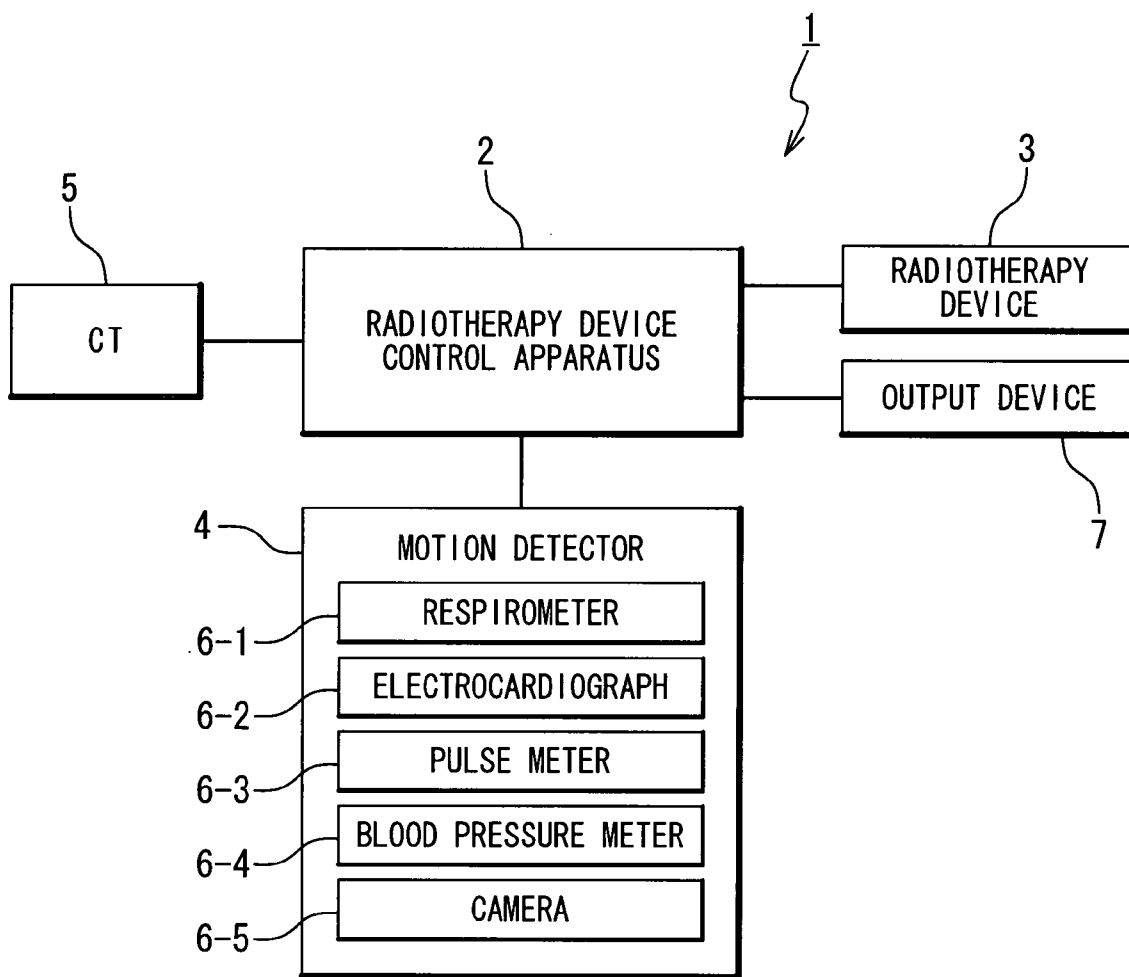 1
2
3
5
RADIOTHERAPY
DEVICE
CT
RADIOTHERAPY DEVICE
CONTROL APPARATUS
OUTPUT DEVICE
7
4
MOTION DETECTOR
RESPIROMETER
6-1
ELECTROCARDIOGRAPH
6-2
PULSE METER
6-3
BLOOD PRESSURE METER
6-4
CAMERA
6-5